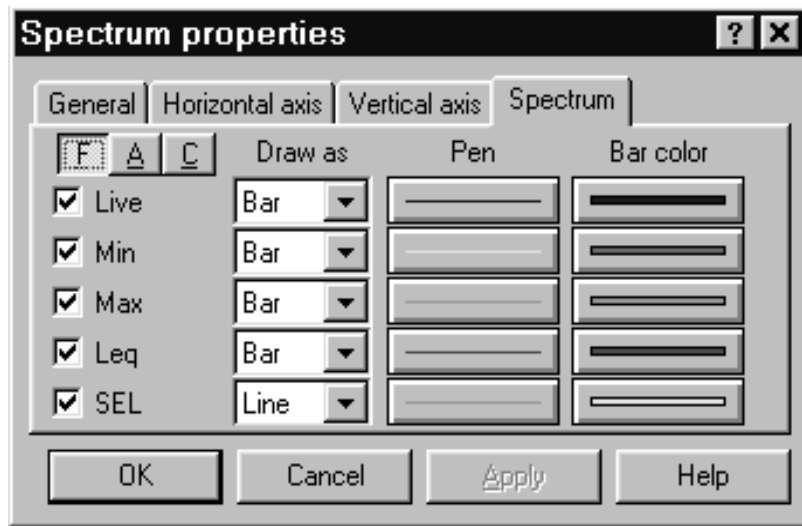 Spectrum properties ?
General Horizontal axis Vertical axis Spectrum
F A C Draw as Pen Bar color
Live Bar
Min Bar
Max Bar
Leq Bar
SEL Line
OK Cancel Apply Help